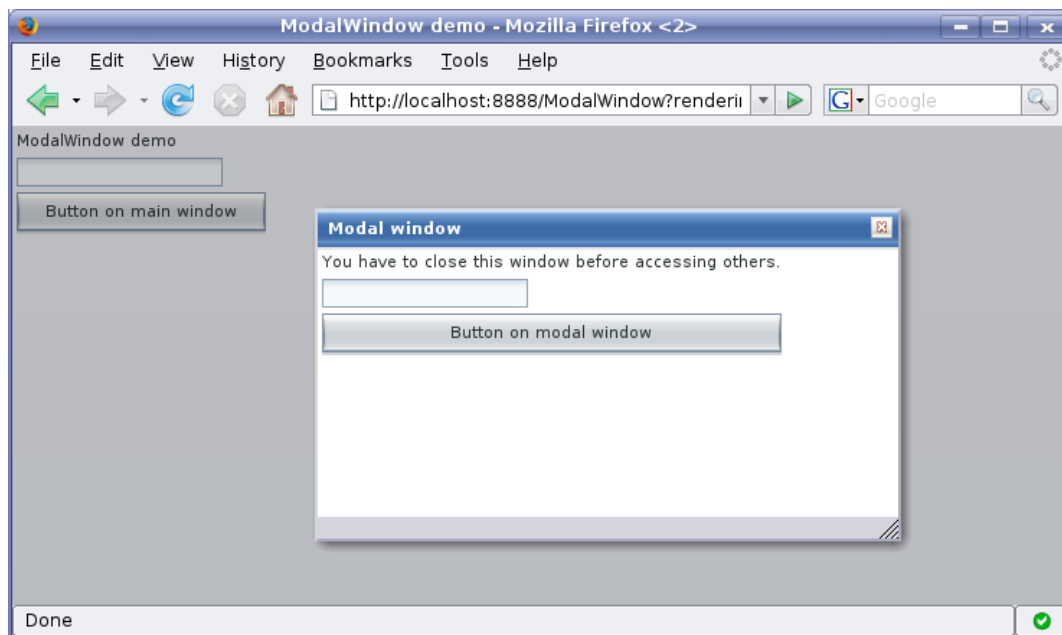 ModalWindow demo - Mozilla Firefox <2>
File Edit View History Bookmarks Tools Help
http://localhost:8888/ModalWindow?renderin G Google
ModalWindow demo
Button on main window
Modal window
You have to close this window before accessing others.
Button on modal window
Done